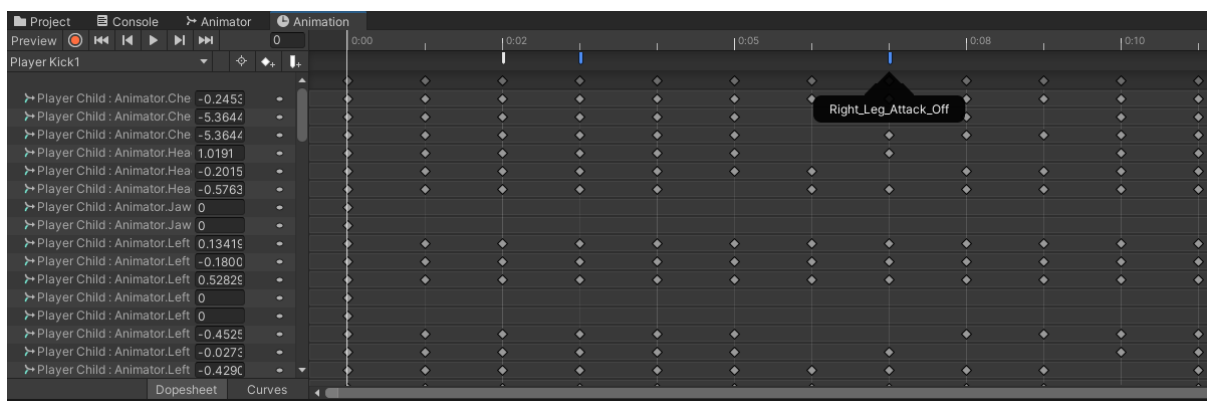 Project Console Animator Animation
Preview 0 0:00 0:02 0:05 0:08 0:10
Player Kick1
Player Child : Animator.Che -0.2453
Right_Leg_Attack_Off
Player Child : Animator.Che -5.3644
Player Child : Animator.Che -5.3644
Player Child : Animator.Hea 1.0191
Player Child : Animator.Hea -0.2015
Player Child : Animator.Hea -0.5763
Player Child : Animator.Jaw 0
Player Child : Animator.Jaw 0
Player Child : Animator.Left 0.13419
Player Child : Animator.Left -0.1800
Player Child : Animator.Left 0.52829
Player Child : Animator.Left 0
Player Child : Animator.Left 0
Player Child : Animator.Left -0.4525
Player Child : Animator.Left -0.0273
Player Child : Animator.Left -0.4290
Dopesheet Curves